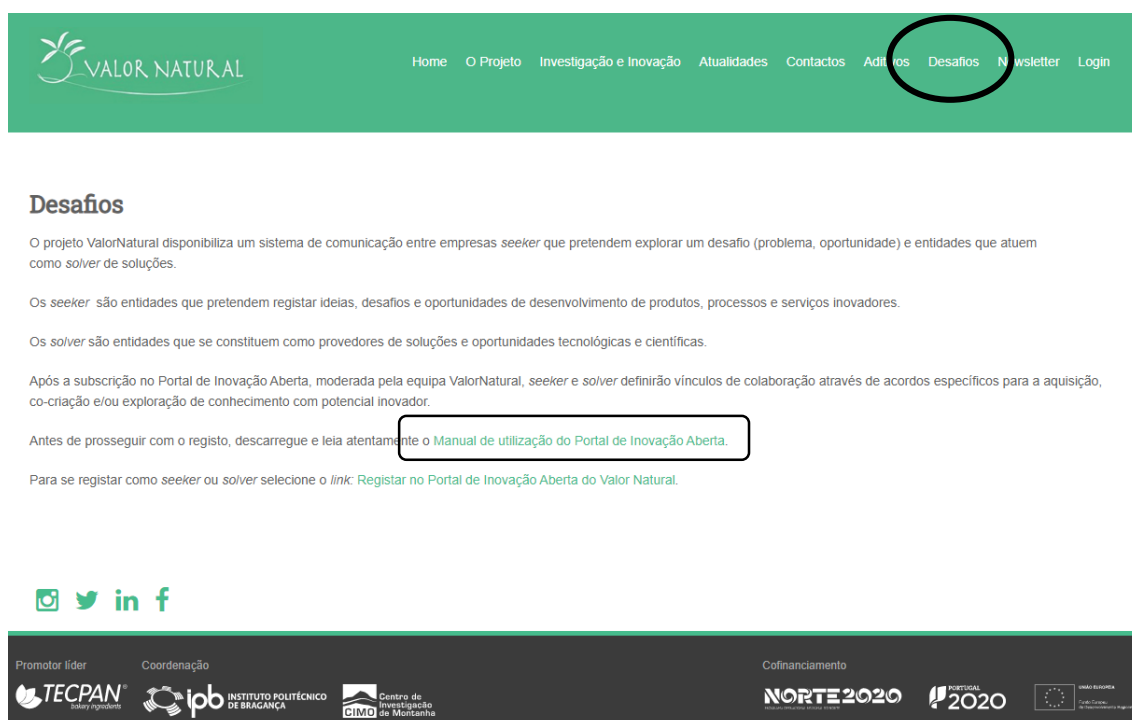 VALOR NATURAL
Home O Projeto Investigação e Inovação Atualidades Contactos Aditivos Desafios Newsletter Login
Desafios
O projeto ValorNatural disponibiliza um sistema de comunicação entre empresas seeker que pretendem explorar um desafio (problema, oportunidade) e entidades que atuem
como solver de soluções.
Os seeker são entidades que pretendem registar ideias, desafios e oportunidades de desenvolvimento de produtos, processos e serviços inovadores.
Os solver são entidades que se constituem como provedores de soluções e oportunidades tecnológicas e científicas.
Após a subscrição no Portal de Inovação Aberta, moderada pela equipa ValorNatural, seeker e solver definirão vínculos de colaboração através de acordos específicos para a aquisição,
co-criação e/ou exploração de conhecimento com potencial inovador.
Antes de prosseguir com o registo, descarregue e leia atentamente o Manual de utilização do Portal de Inovação Aberta.
Para se registar como seeker ou solver selecione o link: Registar no Portal de Inovação Aberta do Valor Natural.
Promotor líder Coordenação Cofinanciamento
TECPAN®
bakery ingredients
ipb INSTITUTO POLITÉCNICO
DE BRAGANÇA
CIMO Centro de
Investigação
de Montanha
NORTE2020
PORTUGAL
2020
UNIÃO EUROPEIA